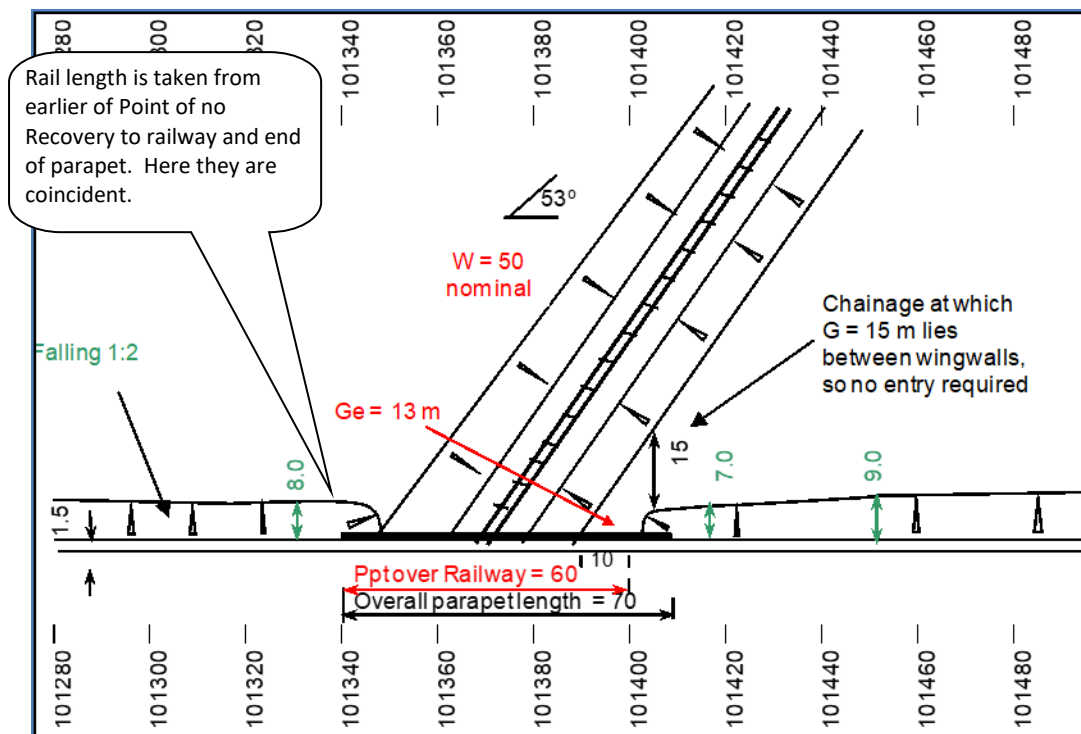 280
300
320
101340
101360
101380
101400
101420
101440
101460
101480
Rail length is taken from
earlier of Point of no
Recovery to railway and end
of parapet. Here they are
coincident.
53°
W = 50
nominal
Chainage at which
G = 15 m lies
between wingwalls,
so no entry required
Falling 1:2
Ge = 13 m
15
8.0
7.0
9.0
1.5
10
Ppt over Railway = 60
Overall parapet length = 70
101280
101300
101320
101340
101360
101380
101400
101420
101440
101460
101480